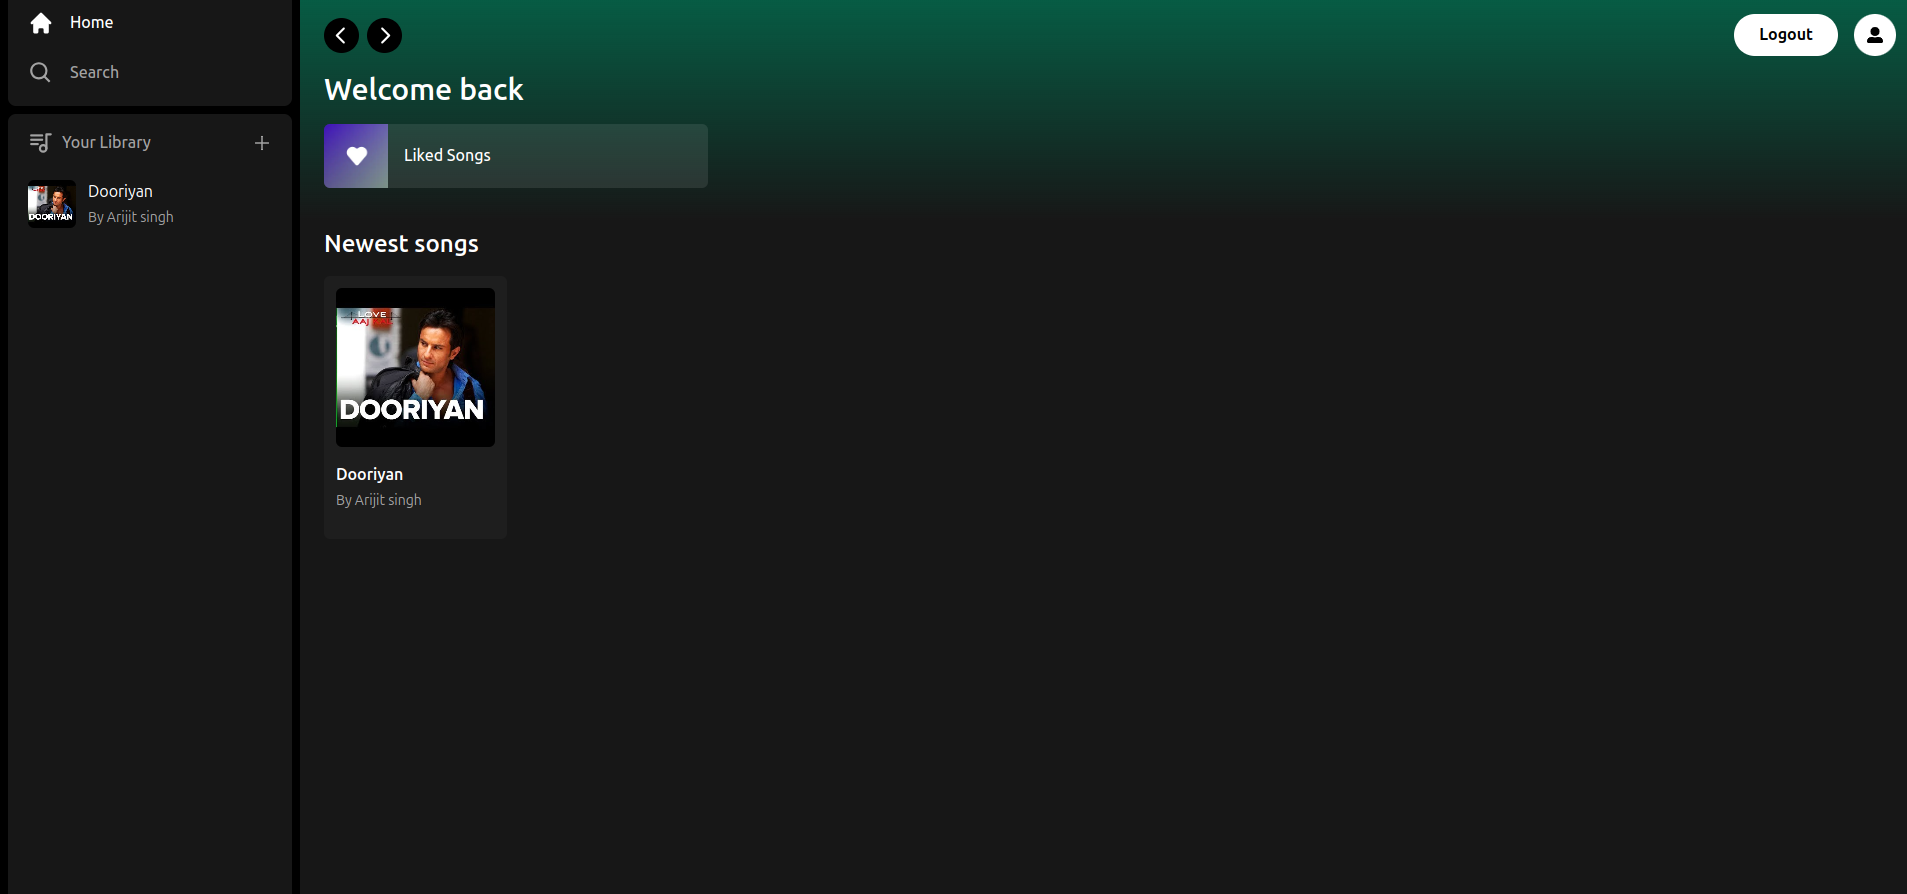 Home
Search
Your Library
DOORIYAN
Dooriyan
By Arijit singh
Logout
Welcome back
Liked Songs
Newest songs
LOVE
AAJ
DOORIYAN
Dooriyan
By Arijit singh